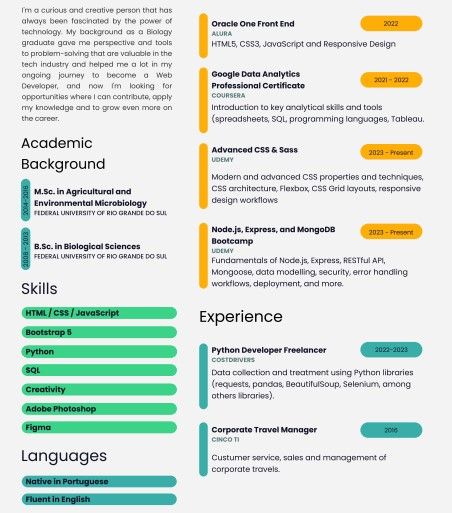 I'm a curious and creative person that has
always been fascinated by the power of
technology. My background as a Biology
graduate gave me perspective and tools
to problem-solving that are valuable in the
tech industry and helped me a lot in my
ongoing journey to become a Web
Developer, and now I'm looking for
opportunities where I can contribute, apply
my knowledge and to grow even more on
the career.
Academic
Background
2014-2016
M.Sc. in Agricultural and
Environmental Microbiology
FEDERAL UNIVERSITY OF RIO GRANDE DO SUL
2008 - 2013
B.Sc. in Biological Sciences
FEDERAL UNIVERSITY OF RIO GRANDE DO SUL
Skills
HTML / CSS / JavaScript
Bootstrap 5
Python
SQL
Creativity
Adobe Photoshop
Figma
Languages
Native in Portuguese
Fluent in English
Oracle One Front End
2022
ALURA
HTML5, CSS3, JavaScript and Responsive Design
Google Data Analytics
Professional Certificate
2021 - 2022
COURSERA
Introduction to key analytical skills and tools
(spreadsheets, SQL, programming languages, Tableau.
Advanced CSS & Sass
2023 - Present
UDEMY
Modern and advanced CSS properties and techniques,
CSS architecture, Flexbox, CSS Grid layouts, responsive
design workflows
Node.js, Express, and MongoDB
Bootcamp
2023 - Present
UDEMY
Fundamentals of Node.js, Express, RESTful API,
Mongoose, data modelling, security, error handling
workflows, deployment, and more.
Experience
Python Developer Freelancer
2022-2023
COSTDRIVERS
Data collection and treatment using Python libraries
(requests, pandas, BeautifulSoup, Selenium, among
others libraries).
Corporate Travel Manager
2016
CINCO TI
Custumer service, sales and management of
corporate travels.